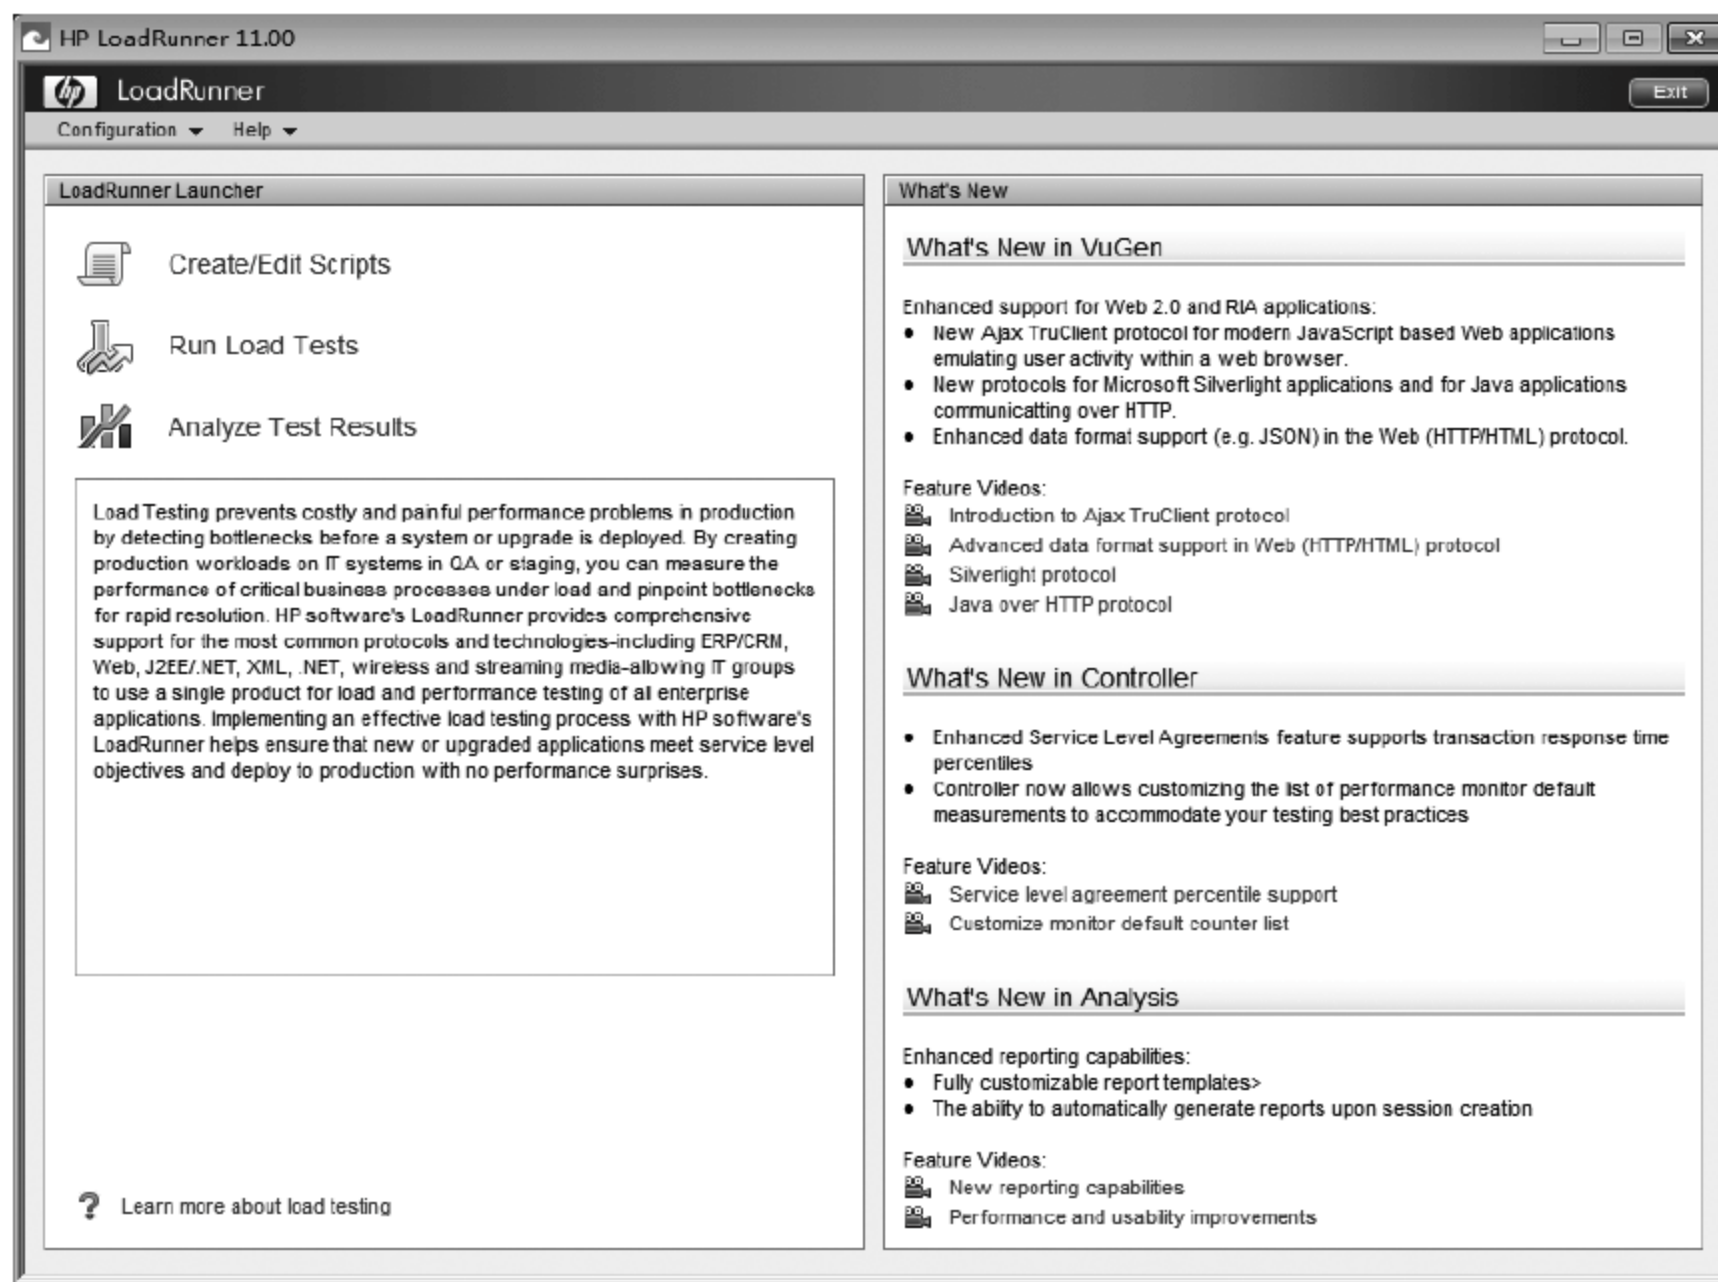 HP LoadRunner 11.00
hp LoadRunner
Exit
Configuration Help
LoadRunner Launcher
Create/Edit Scripts
Run Load Tests
Analyze Test Results
Load Testing prevents costly and painful performance problems in production
by detecting bottlenecks before a system or upgrade is deployed. By creating
production workloads on IT systems in QA or staging, you can measure the
performance of critical business processes under load and pinpoint bottlenecks
for rapid resolution. HP software's LoadRunner provides comprehensive
support for the most common protocols and technologies-including ERP/CRM,
Web, J2EE/.NET, XML, .NET, wireless and streaming media-allowing IT groups
to use a single product for load and performance testing of all enterprise
applications. Implementing an effective load testing process with HP software's
LoadRunner helps ensure that new or upgraded applications meet service level
objectives and deploy to production with no performance surprises.
? Learn more about load testing
What's New
What's New in VuGen
Enhanced support for Web 2.0 and RIA applications:
● New Ajax TruClient protocol for modern JavaScript based Web applications
emulating user activity within a web browser.
● New protocols for Microsoft Silverlight applications and for Java applications
communicatting over HTTP.
● Enhanced data format support (e.g. JSON) in the Web (HTTP/HTML) protocol.
Feature Videos:
Introduction to Ajax TruClient protocol
Advanced data format support in Web (HTTP/HTML) protocol
Silverlight protocol
Java over HTTP protocol
What's New in Controller
● Enhanced Service Level Agreements feature supports transaction response time
percentiles
● Controller now allows customizing the list of performance monitor default
measurements to accommodate your testing best practices
Feature Videos:
Service level agreement percentile support
Customize monitor default counter list
What's New in Analysis
Enhanced reporting capabilities:
● Fully customizable report templates>
● The ability to automatically generate reports upon session creation
Feature Videos:
New reporting capabilities
Performance and usability improvements